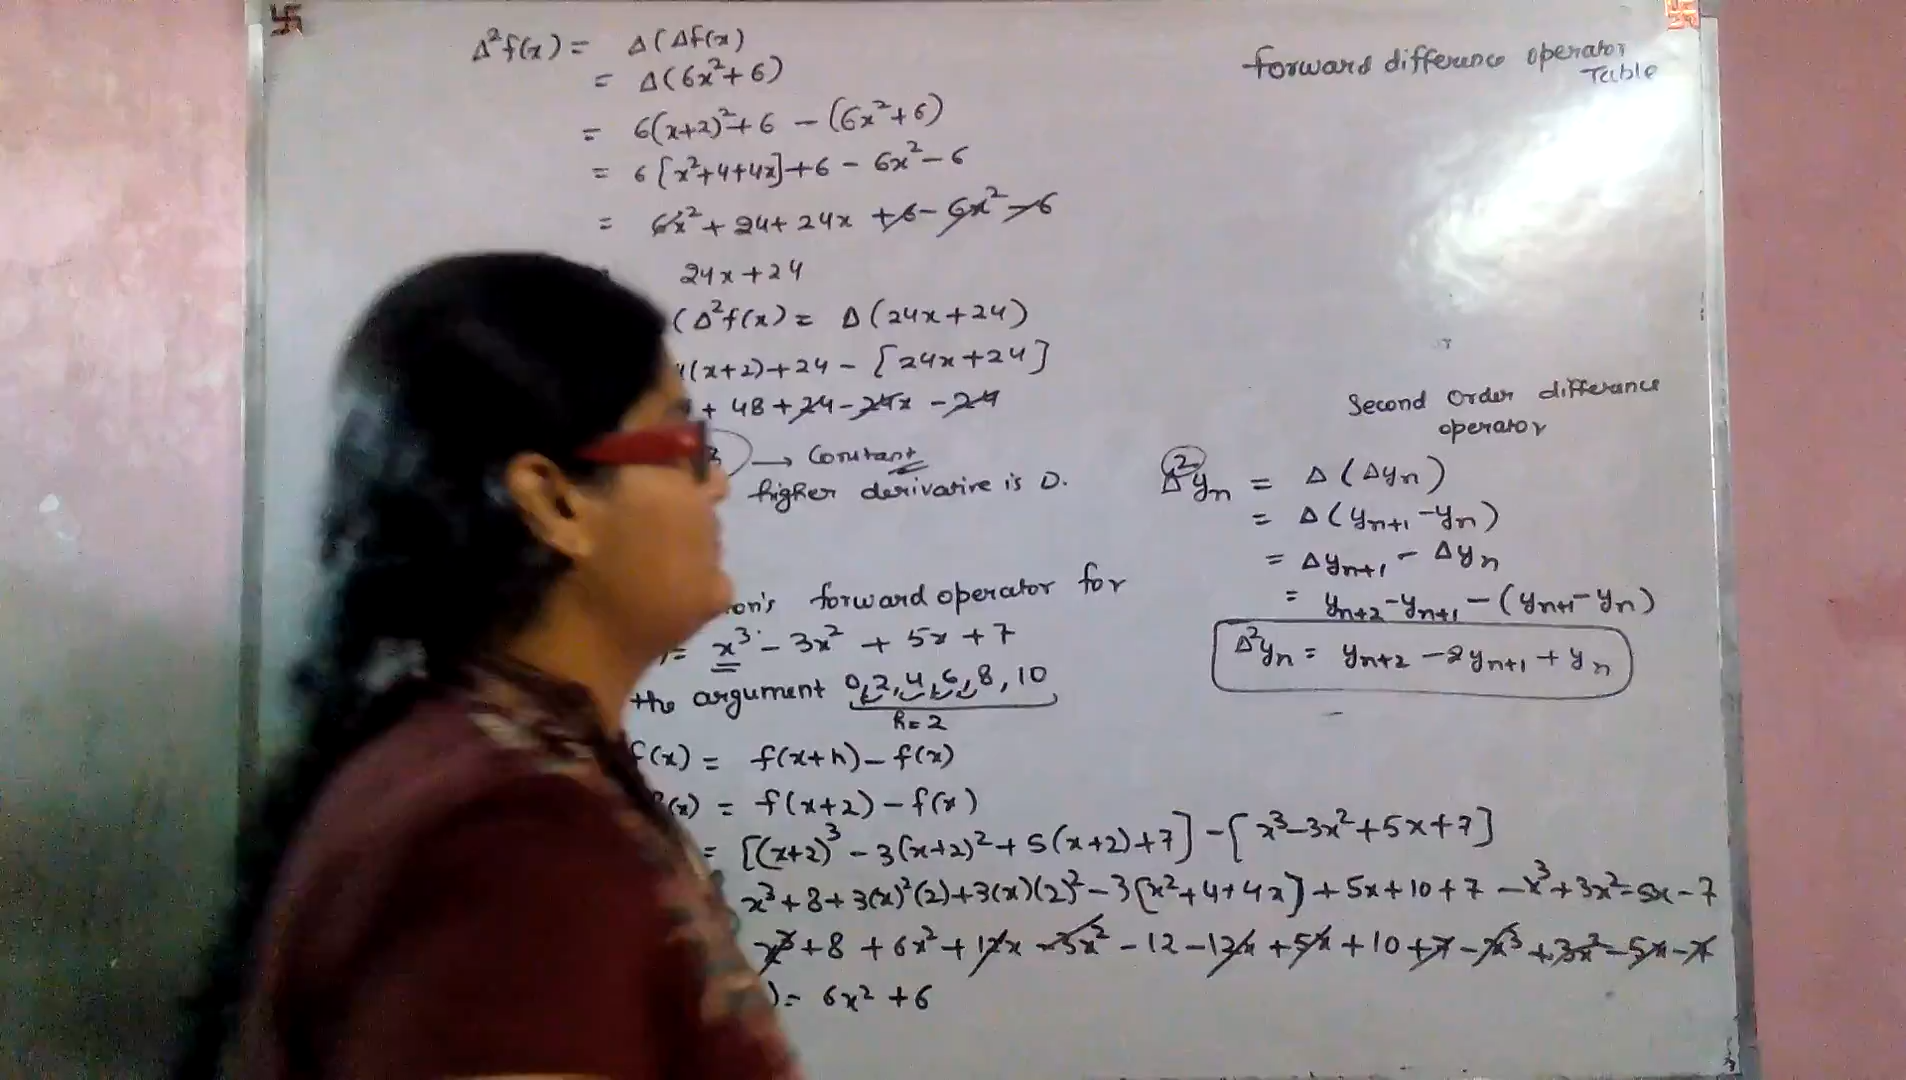 Δ²f(x) = Δ(Δf(x)
= Δ(6x²+6)
= 6(x+2)²+6 - (6x²+6)
= 6[x²+4+4x]+6 - 6x²-6
= 6x² + 24 + 24x +6 - 6x² - 6
24x+24
(Δ²f(x) = Δ(24x+24)
(x+2)+24 - [24x+24]
+ 48 + 24 - 24x - 24
→ Constant
higher derivative is 0.
on's forward operator for
= x³ - 3x² + 5x + 7
the argument 0,2,4,6,8,10
h=2
f(x) = f(x+h) - f(x)
(x) = f(x+2) - f(x)
= [(x+2)³ - 3(x+2)² + 5(x+2)+7] - [x³-3x²+5x+7]
x³+8+3(x)²(2)+3(x)(2)² - 3[x²+4+4x] + 5x+10+7 - x³+3x²-5x-7
x³ + 8 + 6x² + 12x - 3x² - 12 - 12x + 5x + 10 + 7 - x³ + 3x² - 5x - 7
) = 6x² + 6
forward difference operator
Table
Second Order difference
operator
Δ²yₙ = Δ(Δyₙ)
= Δ(yₙ₊₁ - yₙ)
= Δyₙ₊₁ - Δyₙ
= yₙ₊₂ - yₙ₊₁ - (yₙ₊₁ - yₙ)
Δ²yₙ = yₙ₊₂ - 2yₙ₊₁ + yₙ